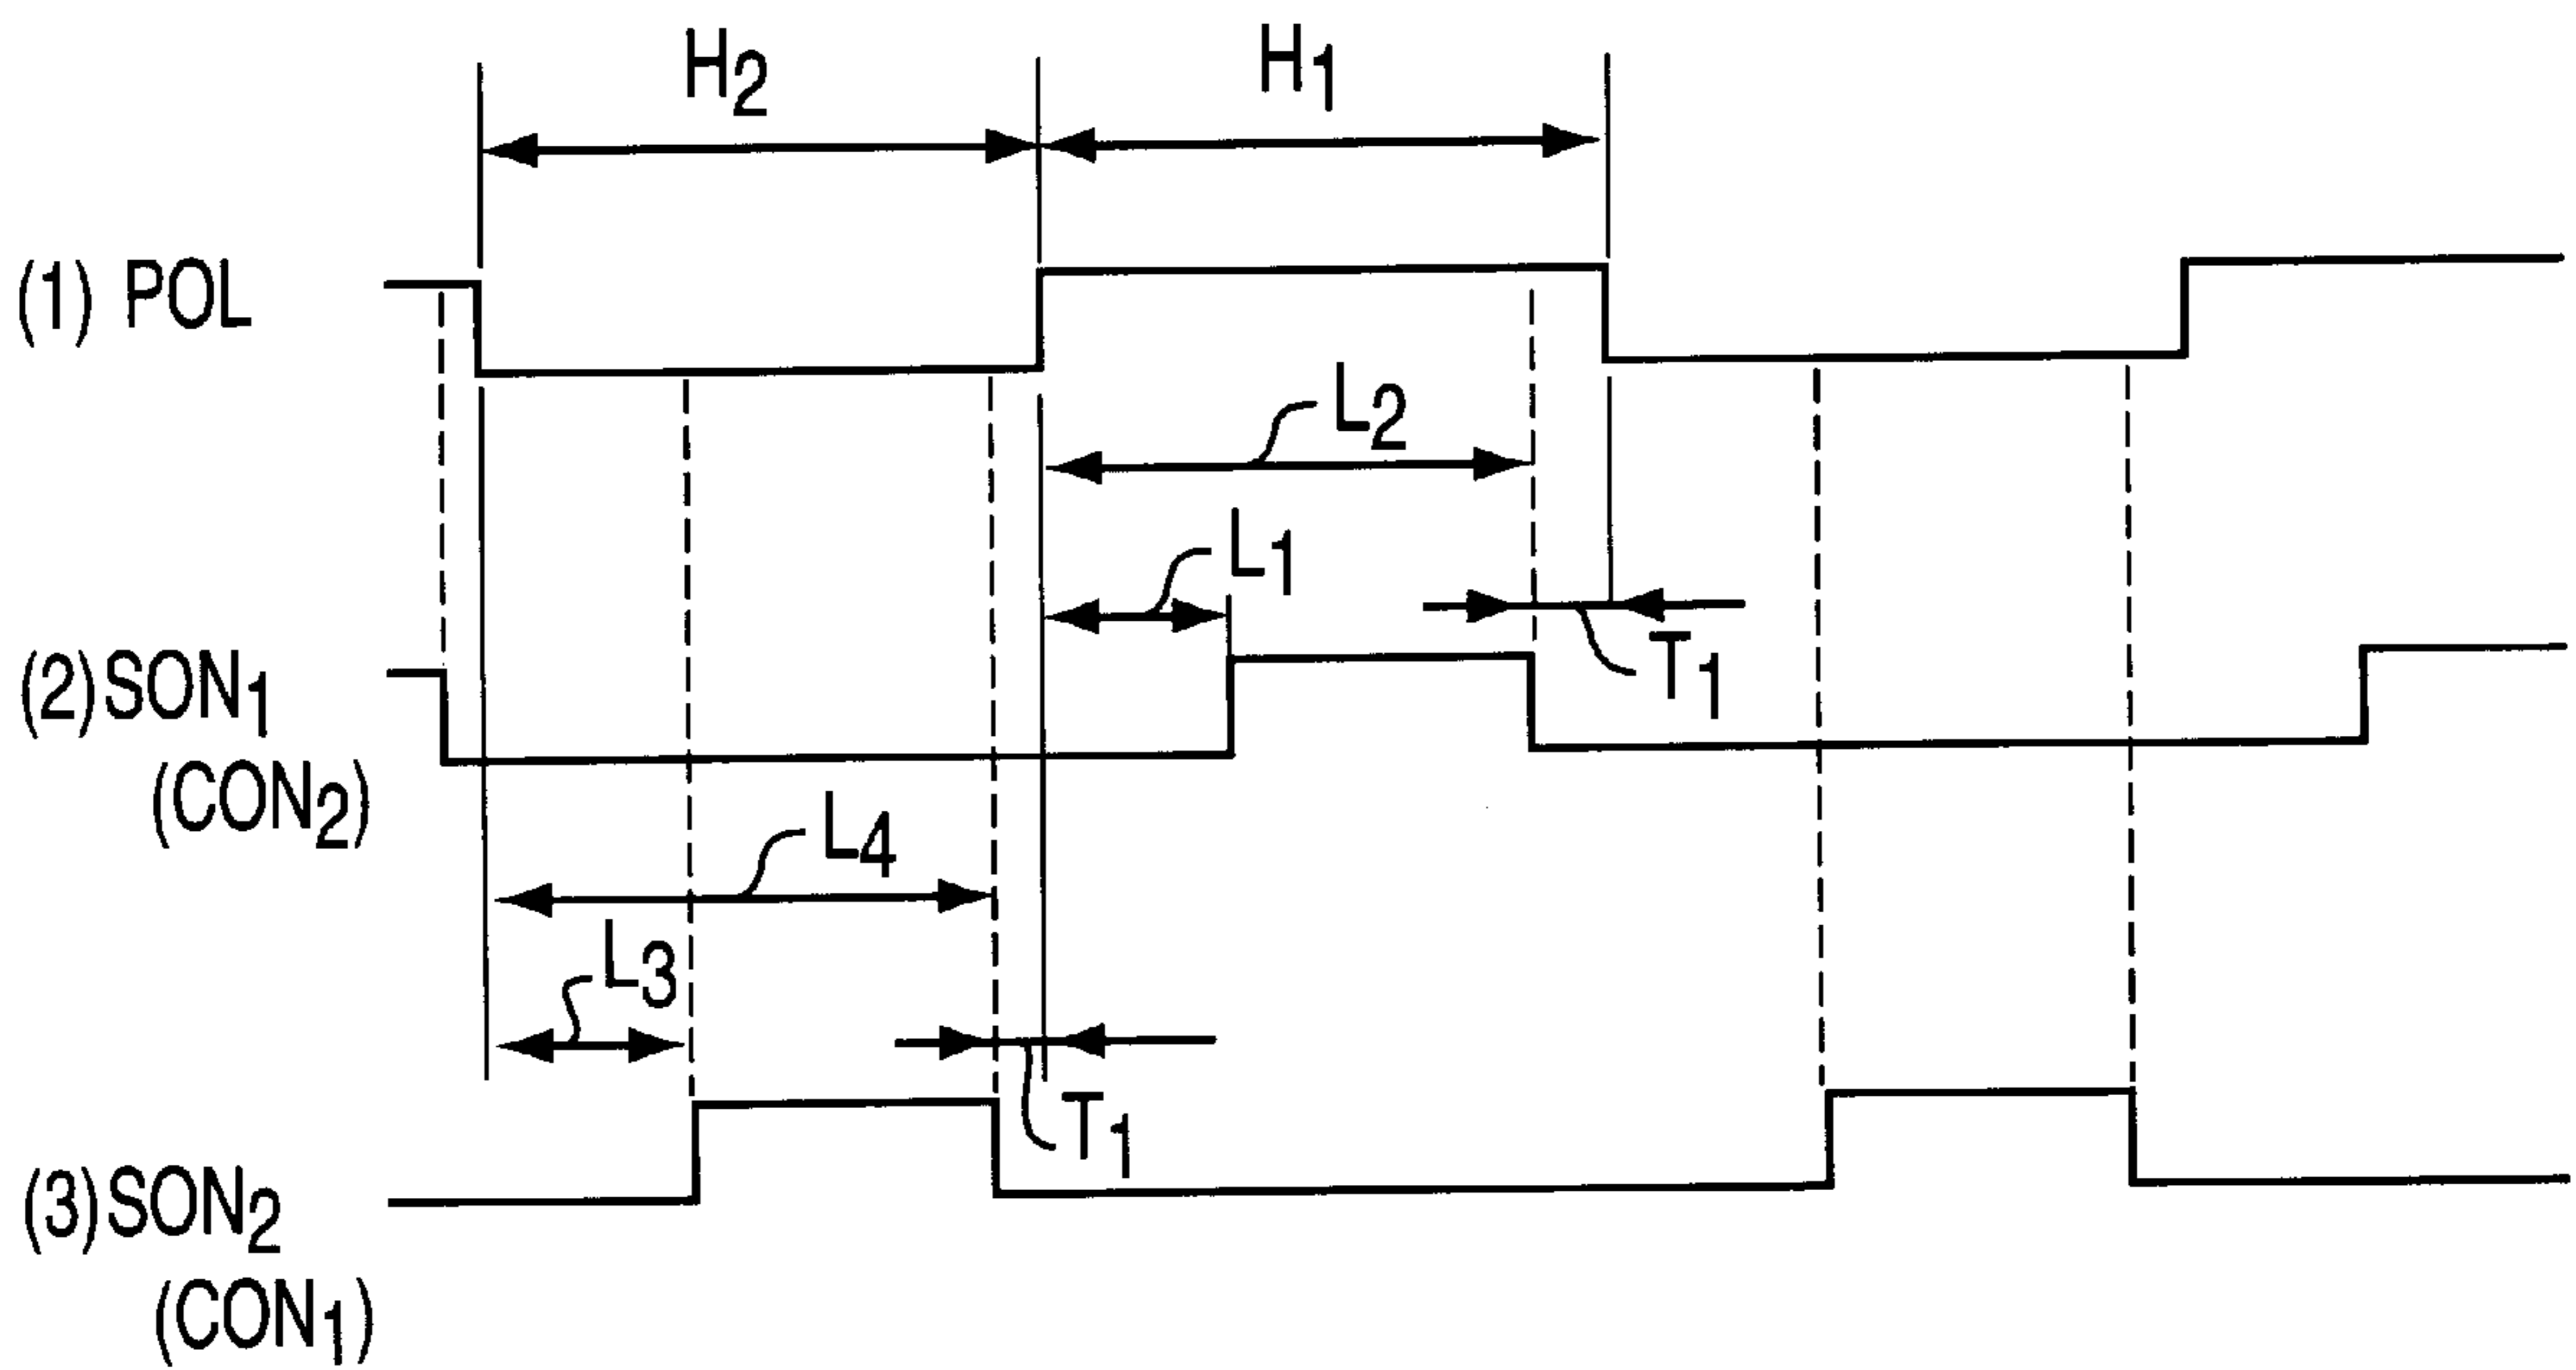 H2
H1
(1) POL
L2
L1
T1
(2) SON1
(CON2)
L4
L3
T1
(3) SON2
(CON1)